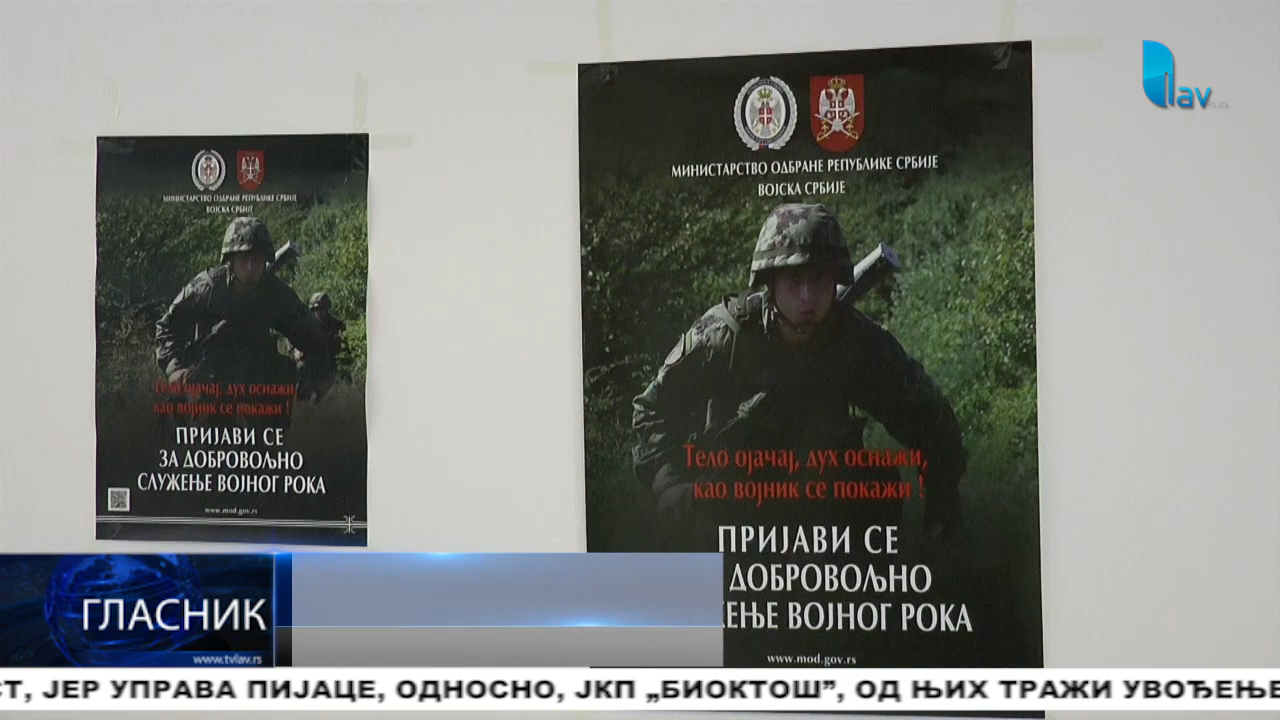 lav
PLUS
МИНИСТАРСТВО ОДБРАНЕ РЕПУБЛИКЕ СРБИЈЕ
ВОЈСКА СРБИЈЕ
Тело ојачај, дух оснажи,
као војник се покажи !
ПРИЈАВИ СЕ
ЗА ДОБРОВОЉНО
СЛУЖЕЊЕ ВОЈНОГ РОКА
www.mod.gov.rs
МИНИСТАРСТВО ОДБРАНЕ РЕПУБЛИКЕ СРБИЈЕ
ВОЈСКА СРБИЈЕ
Тело ојачај, дух оснажи,
као војник се покажи !
ПРИЈАВИ СЕ
ДОБРОВОЉНО
ЖЕЊЕ ВОЈНОГ РОКА
www.mod.gov.rs
ГЛАСНИК
www.tvlav.rs
СТ, ЈЕР УПРАВА ПИЈАЦЕ, ОДНОСНО, ЈКП „БИОКТОШ”, ОД ЊИХ ТРАЖИ УВОЂЕЊЕ